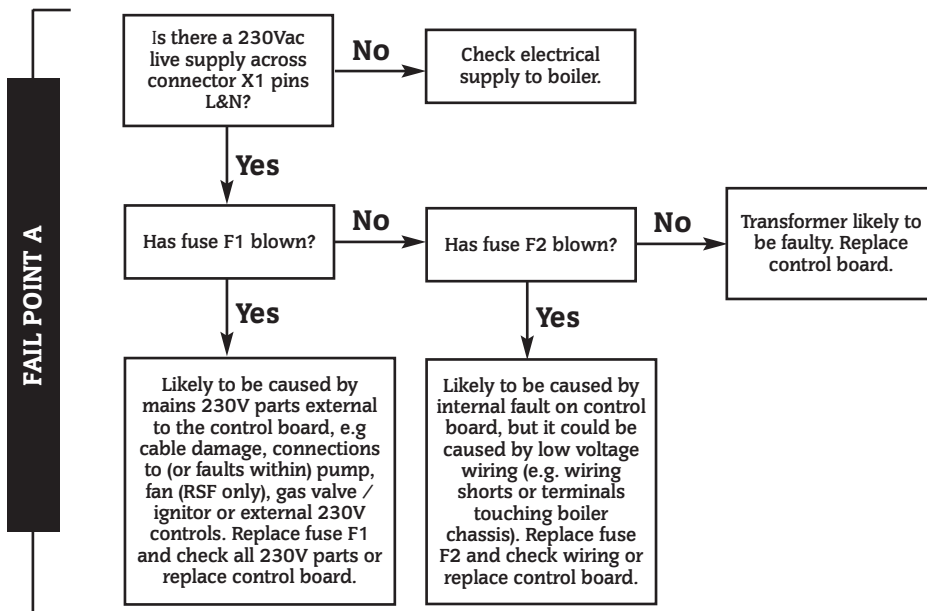 FAIL POINT A
Is there a 230Vac
live supply across
connector X1 pins
L&N?
No
Check electrical
supply to boiler.
Yes
Has fuse F1 blown?
No
Has fuse F2 blown?
No
Transformer likely to
be faulty. Replace
control board.
Yes
Likely to be caused by
mains 230V parts external
to the control board, e.g
cable damage, connections
to (or faults within) pump,
fan (RSF only), gas valve /
ignitor or external 230V
controls. Replace fuse F1
and check all 230V parts or
replace control board.
Yes
Likely to be caused by
internal fault on control
board, but it could be
caused by low voltage
wiring (e.g. wiring
shorts or terminals
touching boiler
chassis). Replace fuse
F2 and check wiring or
replace control board.